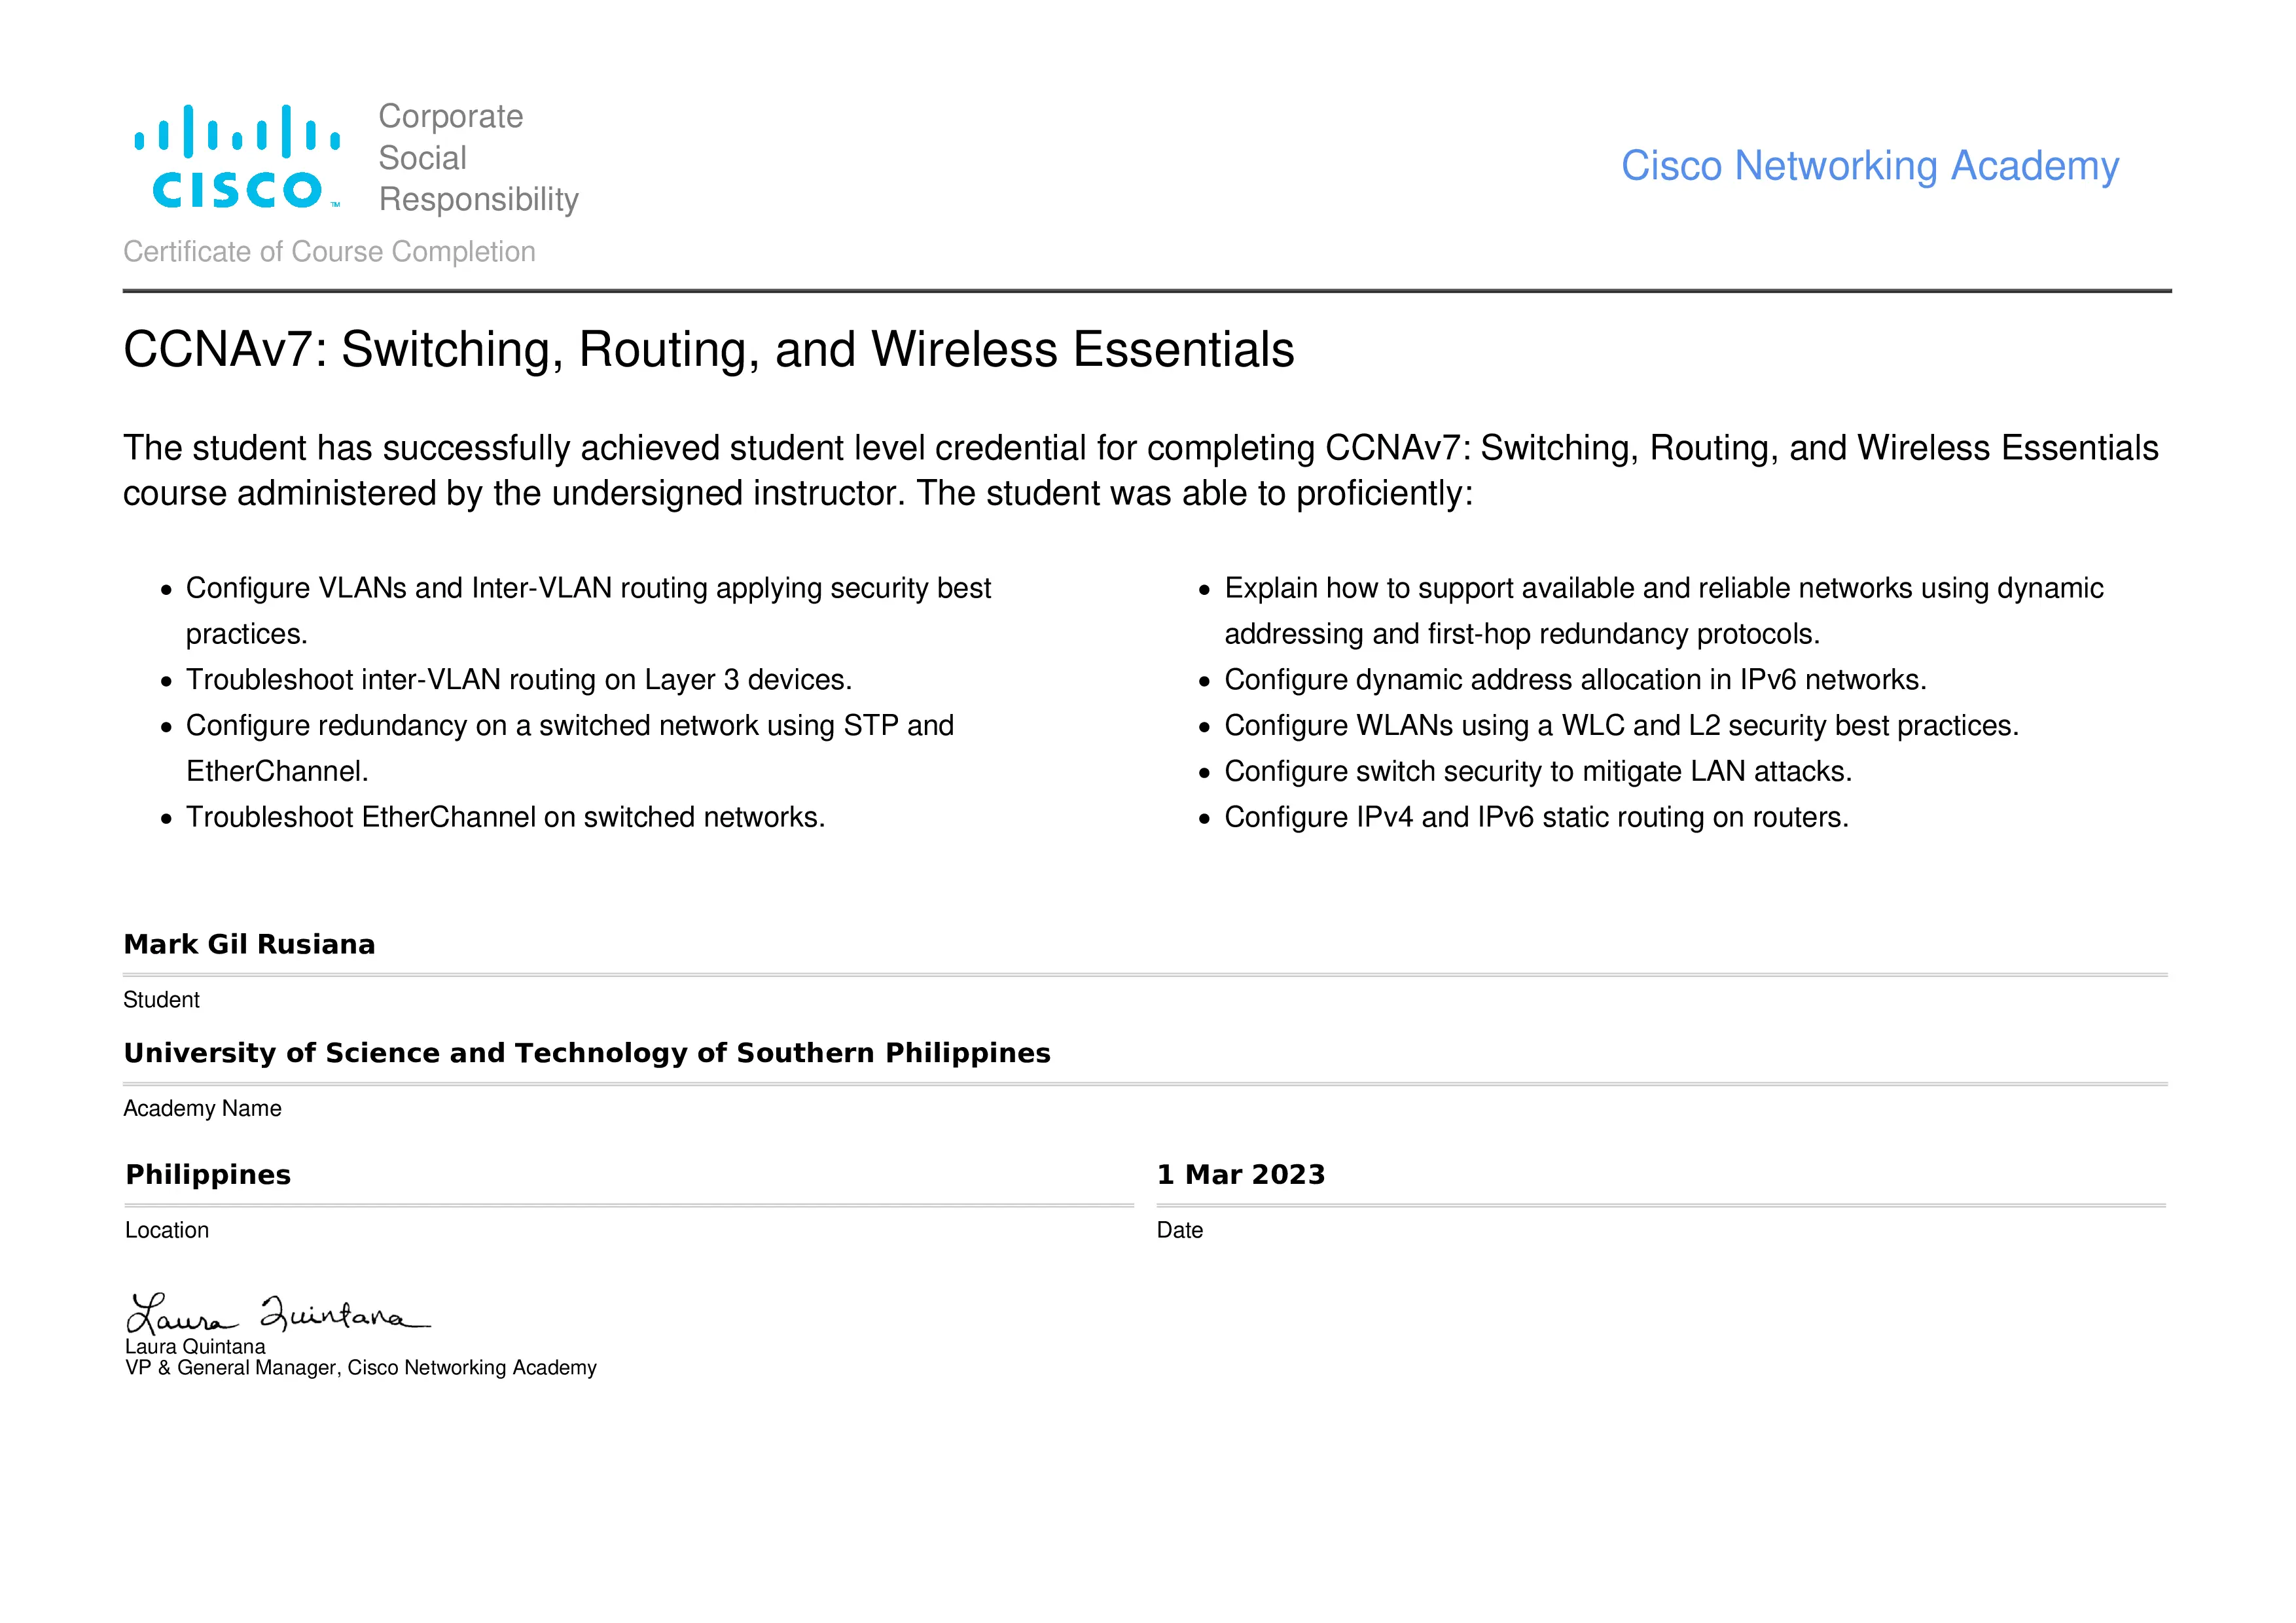 CISCO™
Corporate
Social
Responsibility
Cisco Networking Academy
Certificate of Course Completion
CCNAv7: Switching, Routing, and Wireless Essentials
The student has successfully achieved student level credential for completing CCNAv7: Switching, Routing, and Wireless Essentials
course administered by the undersigned instructor. The student was able to proficiently:
• Configure VLANs and Inter-VLAN routing applying security best
practices.
• Troubleshoot inter-VLAN routing on Layer 3 devices.
• Configure redundancy on a switched network using STP and
EtherChannel.
• Troubleshoot EtherChannel on switched networks.
• Explain how to support available and reliable networks using dynamic
addressing and first-hop redundancy protocols.
• Configure dynamic address allocation in IPv6 networks.
• Configure WLANs using a WLC and L2 security best practices.
• Configure switch security to mitigate LAN attacks.
• Configure IPv4 and IPv6 static routing on routers.
Mark Gil Rusiana
Student
University of Science and Technology of Southern Philippines
Academy Name
Philippines
Location
1 Mar 2023
Date
Laura Quintana
Laura Quintana
VP & General Manager, Cisco Networking Academy